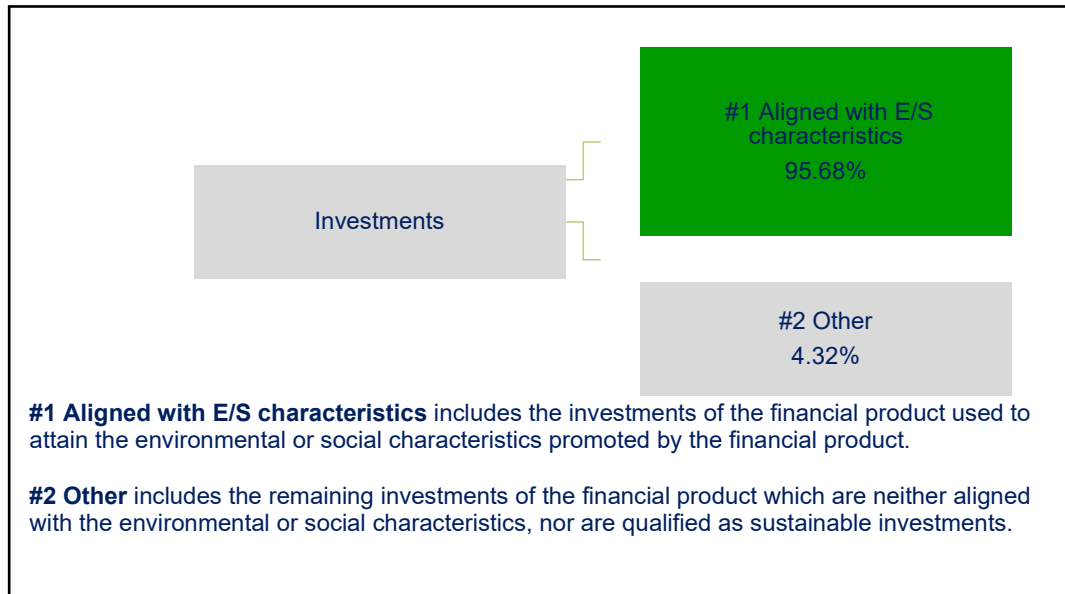 #1 Aligned with E/S
characteristics
95.68%
Investments
#2 Other
4.32%
#1 Aligned with E/S characteristics includes the investments of the financial product used to
attain the environmental or social characteristics promoted by the financial product.
#2 Other includes the remaining investments of the financial product which are neither aligned
with the environmental or social characteristics, nor are qualified as sustainable investments.